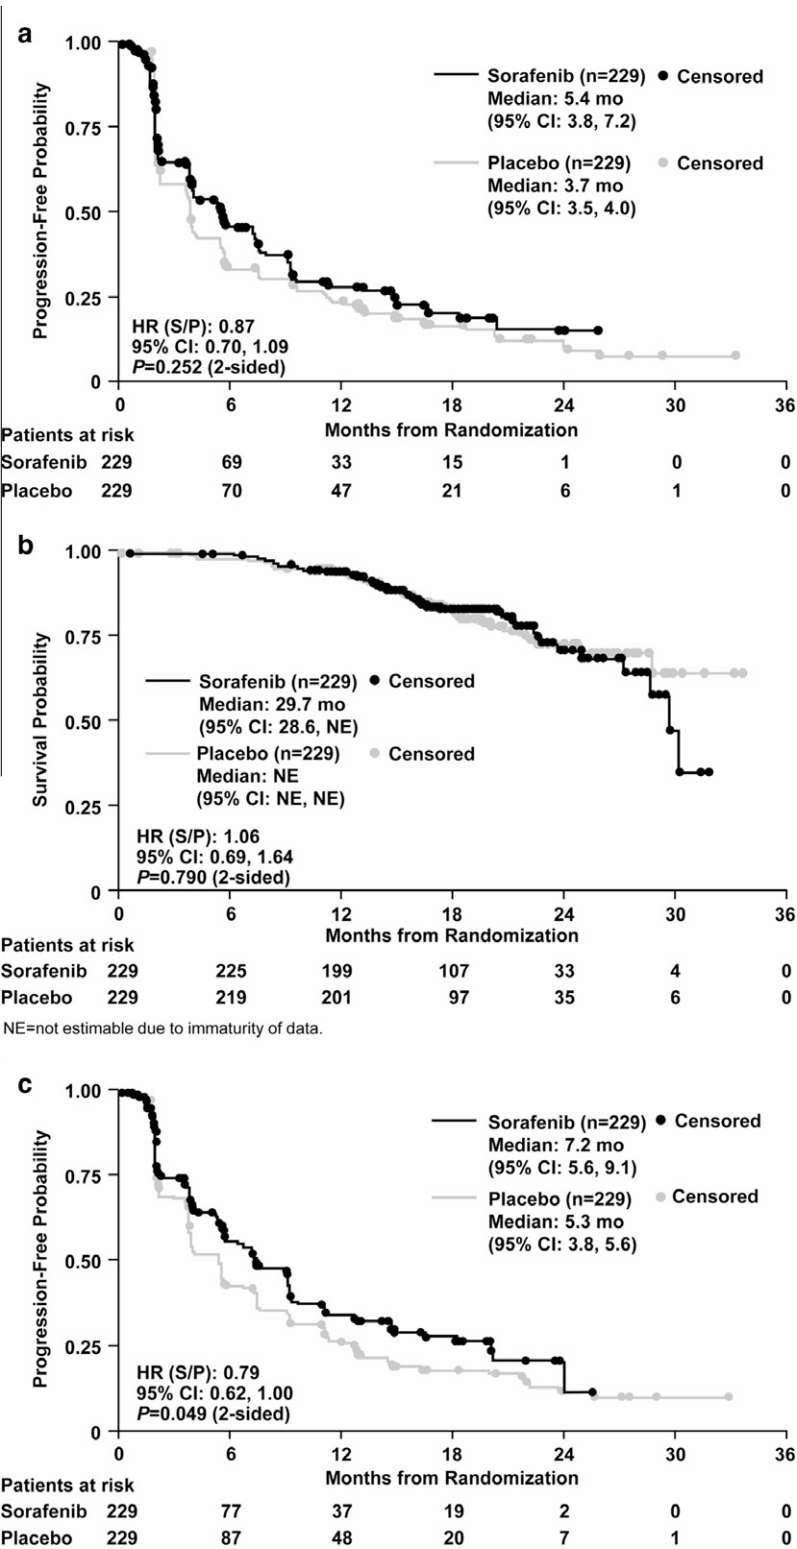 a
1.00
0.75
0.50
0.25
0
Progression-Free Probability
Sorafenib (n=229) Censored
Median: 5.4 mo
(95% CI: 3.8, 7.2)
Placebo (n=229) Censored
Median: 3.7 mo
(95% CI: 3.5, 4.0)
HR (S/P): 0.87
95% CI: 0.70, 1.09
P=0.252 (2-sided)
0 6 12 18 24 30 36
Months from Randomization
Patients at risk
Sorafenib 229 69 33 15 1 0 0
Placebo 229 70 47 21 6 1 0
b
1.00
0.75
0.50
0.25
0
Survival Probability
Sorafenib (n=229) Censored
Median: 29.7 mo
(95% CI: 28.6, NE)
Placebo (n=229) Censored
Median: NE
(95% CI: NE, NE)
HR (S/P): 1.06
95% CI: 0.69, 1.64
P=0.790 (2-sided)
0 6 12 18 24 30 36
Months from Randomization
Patients at risk
Sorafenib 229 225 199 107 33 4 0
Placebo 229 219 201 97 35 6 0
NE=not estimable due to immaturity of data.
c
1.00
0.75
0.50
0.25
0
Progression-Free Probability
Sorafenib (n=229) Censored
Median: 7.2 mo
(95% CI: 5.6, 9.1)
Placebo (n=229) Censored
Median: 5.3 mo
(95% CI: 3.8, 5.6)
HR (S/P): 0.79
95% CI: 0.62, 1.00
P=0.049 (2-sided)
0 6 12 18 24 30 36
Months from Randomization
Patients at risk
Sorafenib 229 77 37 19 2 0 0
Placebo 229 87 48 20 7 1 0